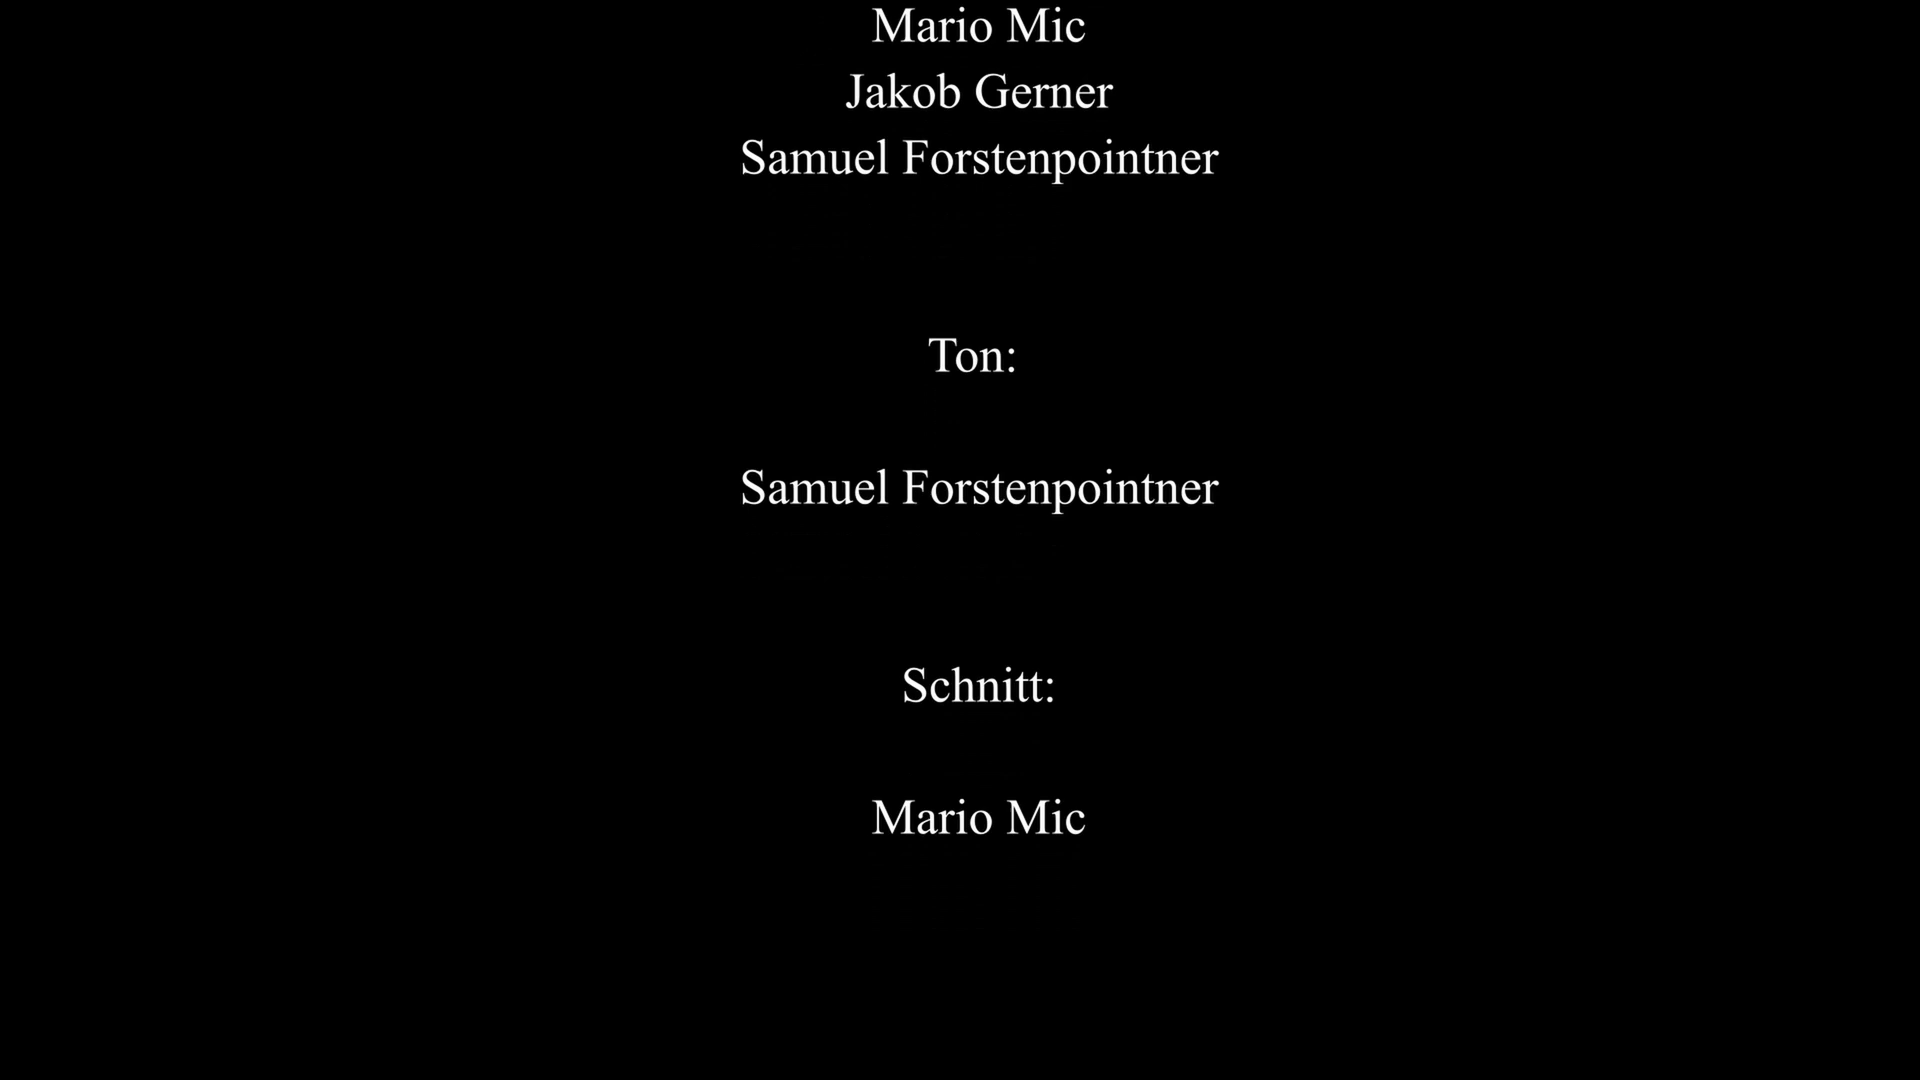 Mario Mic
Jakob Gerner
Samuel Forstenpointner
Ton:
Samuel Forstenpointner
Schnitt:
Mario Mic